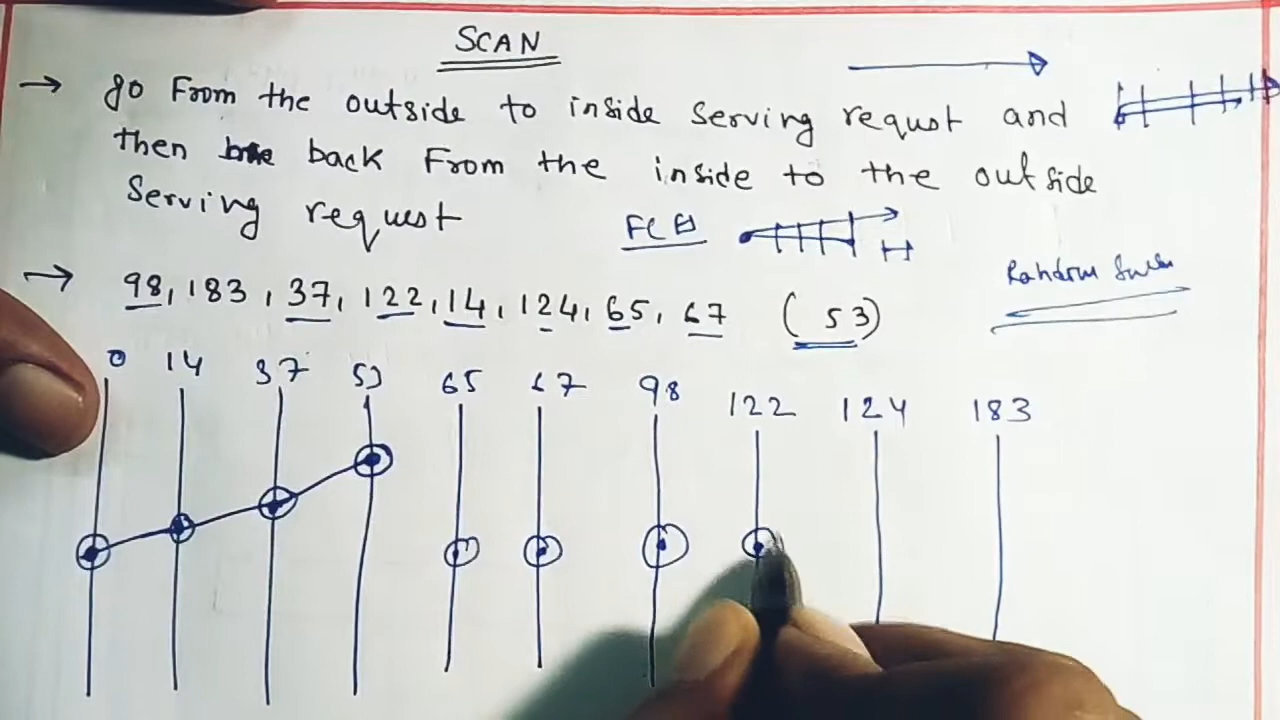 SCAN
→ go From the outside to inside serving requst and
then back From the inside to the outside
Serving request
→ 98, 183, 37, 122, 14, 124, 65, 67 (53)
0 14 37 53 65 67 98 122 124 183